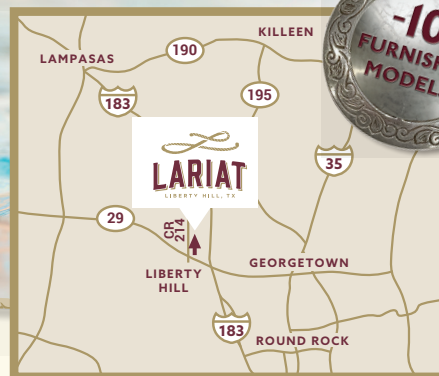 -10
FURNISH
MODEL
KILLEEN
190
LAMPASAS
183
195
LARIAT
LIBERTY HILL, TX
35
29
CR
214
GEORGETOWN
LIBERTY
HILL
183
ROUND ROCK